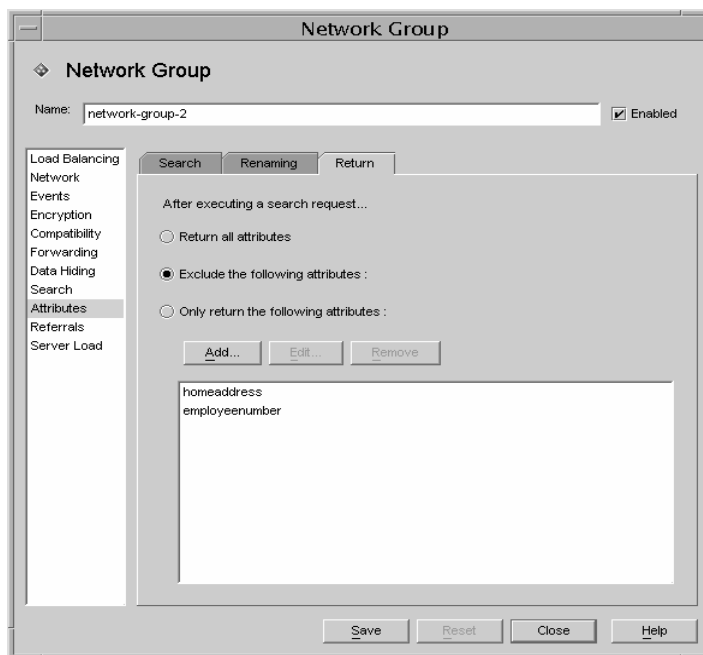 Network Group
Network Group
Name: network-group-2 Enabled
Load Balancing
Network
Events
Encryption
Compatibility
Forwarding
Data Hiding
Search
Attributes
Referrals
Server Load
Search Renaming Return
After executing a search request...
Return all attributes
Exclude the following attributes :
Only return the following attributes :
Add... Edit... Remove
homeaddress
employeenumber
Save Reset Close Help